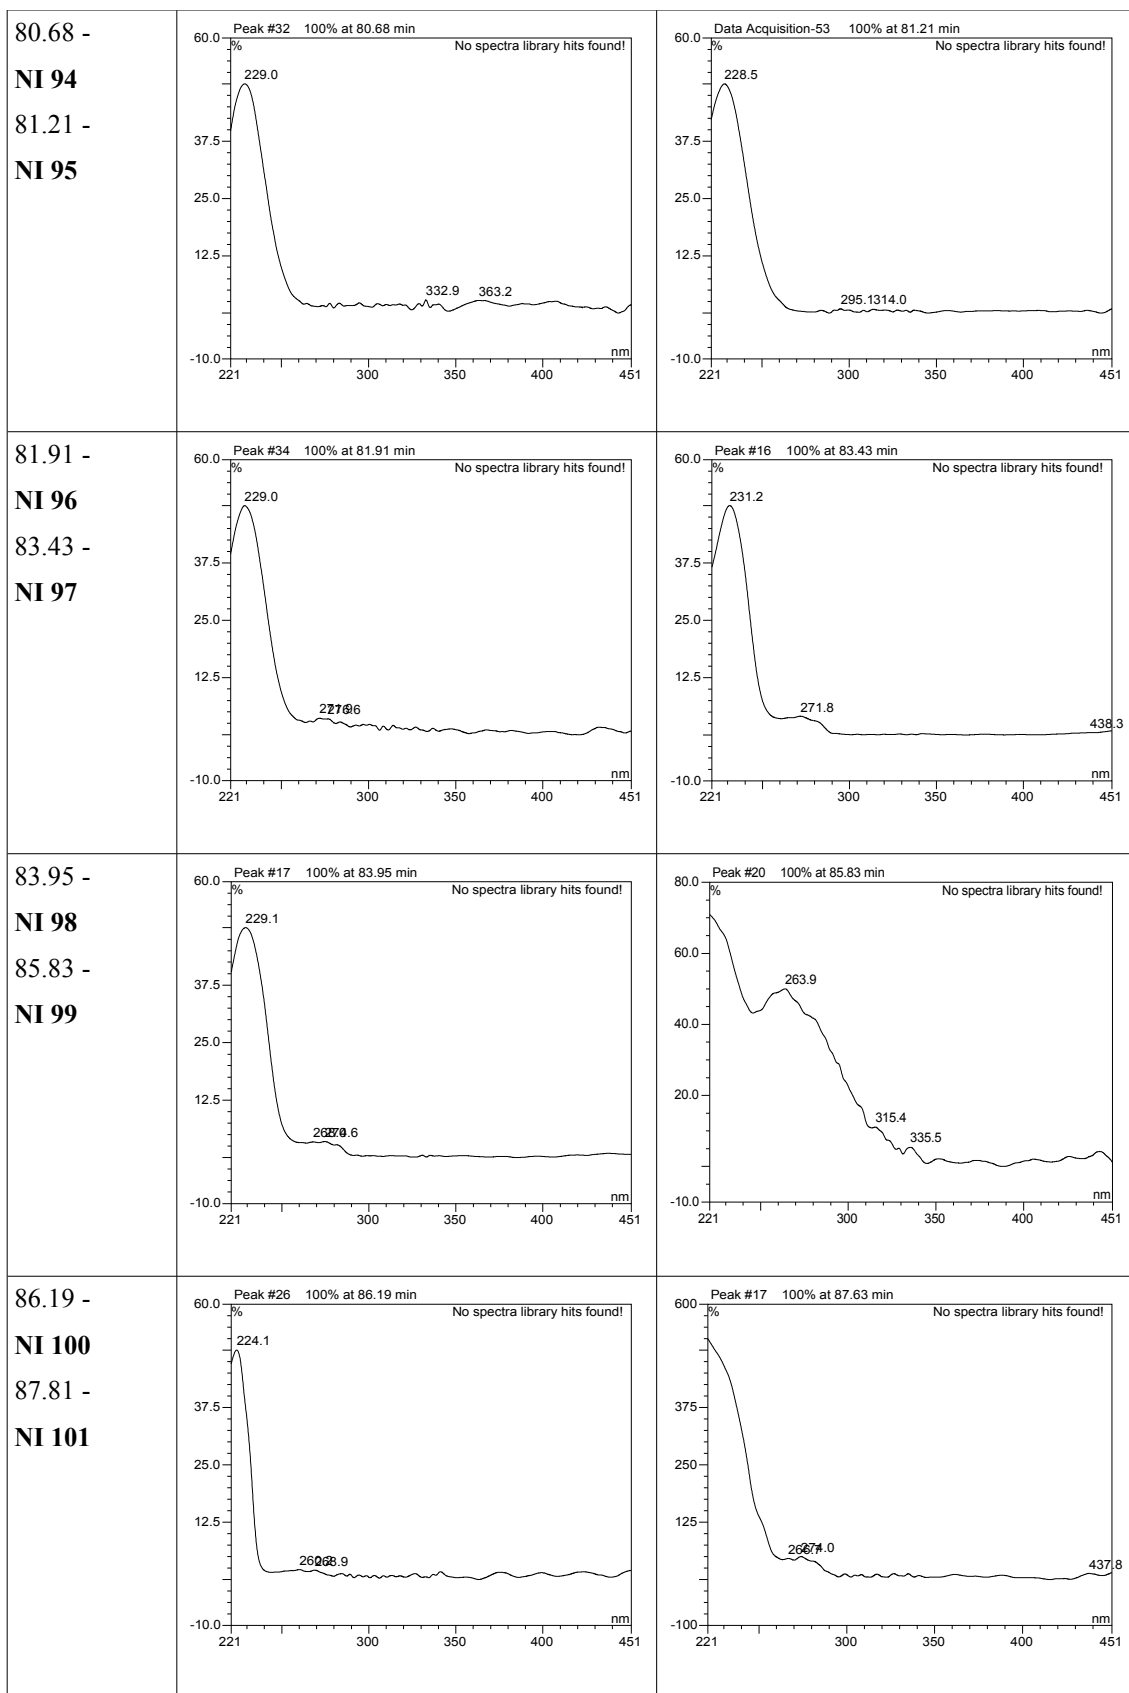 80.68 -
NI 94
81.21 -
NI 95
Peak #32 100% at 80.68 min
60.0
%
No spectra library hits found!
229.0
37.5
25.0
12.5
332.9
363.2
-10.0
nm
221 300 350 400 451
Data Acquisition-53 100% at 81.21 min
60.0
%
No spectra library hits found!
228.5
37.5
25.0
12.5
295.1314.0
-10.0
nm
221 300 350 400 451
81.91 -
NI 96
83.43 -
NI 97
Peak #34 100% at 81.91 min
60.0
%
No spectra library hits found!
229.0
37.5
25.0
12.5
-10.0
nm
221 300 350 400 451
Peak #16 100% at 83.43 min
60.0
%
No spectra library hits found!
231.2
37.5
25.0
12.5
271.8
438.3
-10.0
nm
221 300 350 400 451
83.95 -
NI 98
85.83 -
NI 99
Peak #17 100% at 83.95 min
60.0
%
No spectra library hits found!
229.1
37.5
25.0
12.5
-10.0
nm
221 300 350 400 451
Peak #20 100% at 85.83 min
80.0
%
No spectra library hits found!
60.0
263.9
40.0
20.0
315.4
335.5
-10.0
nm
221 300 350 400 451
86.19 -
NI 100
87.81 -
NI 101
Peak #26 100% at 86.19 min
60.0
%
No spectra library hits found!
224.1
37.5
25.0
12.5
-10.0
nm
221 300 350 400 451
Peak #17 100% at 87.63 min
600
%
No spectra library hits found!
37.5
250
12.5
274.0
437.8
-100
nm
221 300 350 400 451